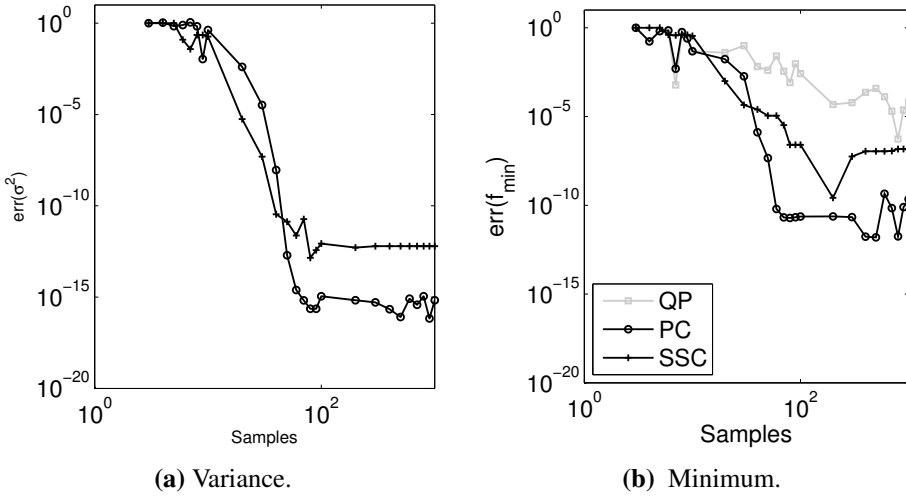 10^0
10^-5
10^-10
10^-15
10^-20
err(σ^2)
10^0
10^2
Samples
(a) Variance.
10^0
10^-5
10^-10
10^-15
10^-20
err(f_min)
QP
PC
SSC
10^0
10^2
Samples
(b) Minimum.